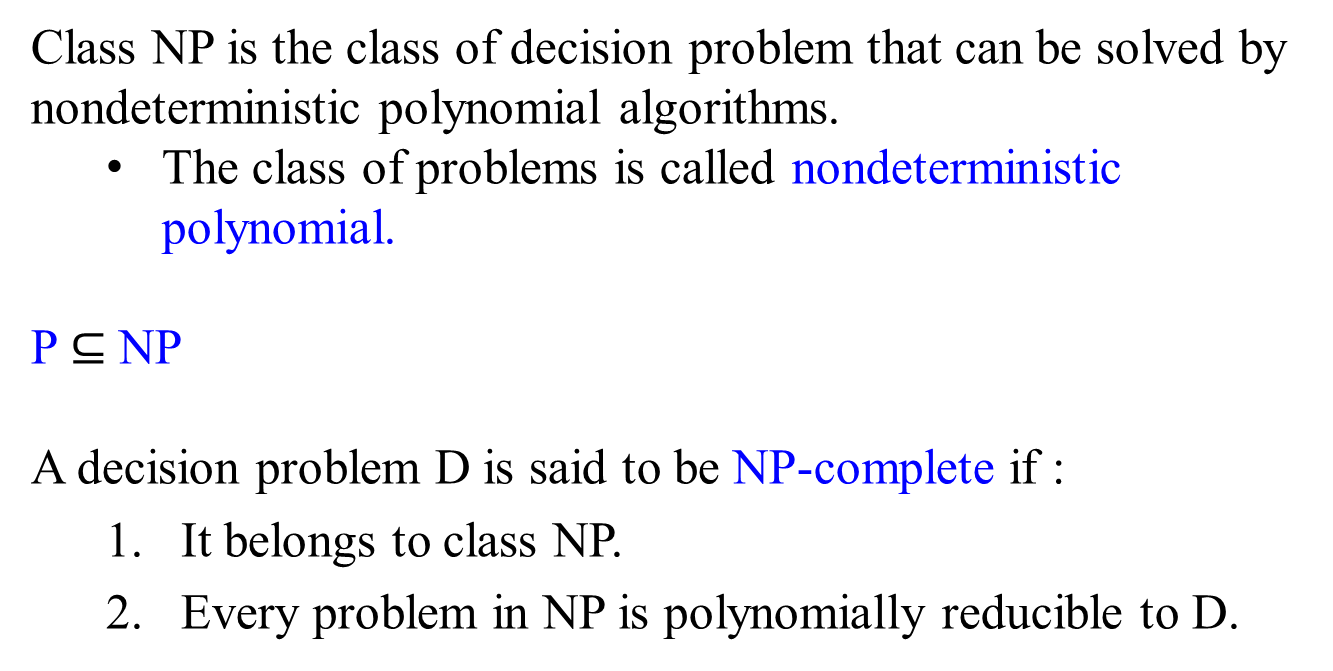 Class NP is the class of decision problem that can be solved by
nondeterministic polynomial algorithms.
• The class of problems is called nondeterministic
polynomial.
P ⊆ NP
A decision problem D is said to be NP-complete if :
1. It belongs to class NP.
2. Every problem in NP is polynomially reducible to D.